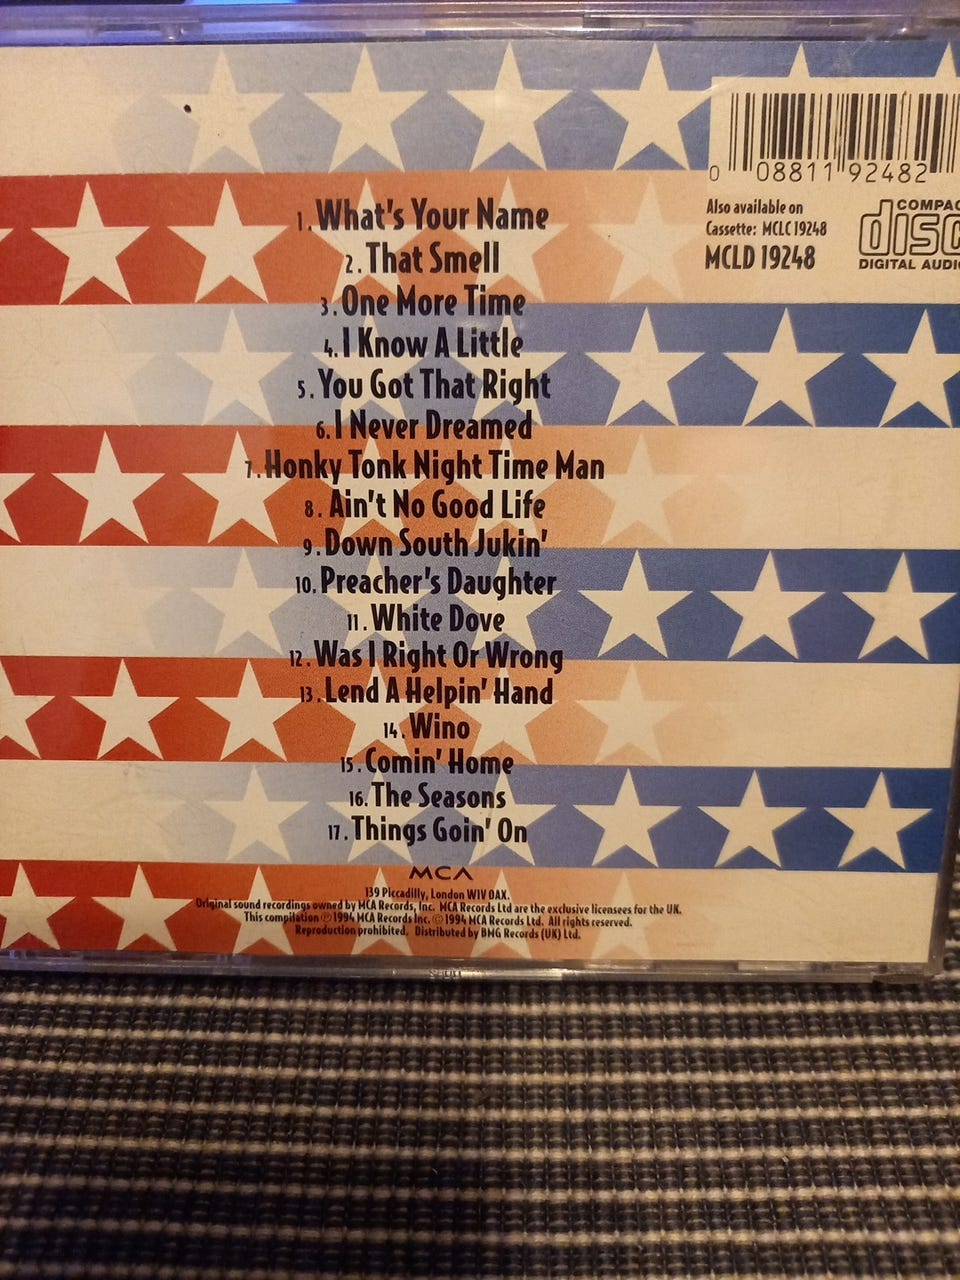 0 08811 92482
Also available on
Cassette: MCLC 19248
MCLD 19248
COMPAC
disc
DIGITAL AUDIO
1. What's Your Name
2. That Smell
3. One More Time
4. I Know A Little
5. You Got That Right
6. I Never Dreamed
7. Honky Tonk Night Time Man
8. Ain't No Good Life
9. Down South Jukin'
10. Preacher's Daughter
11. White Dove
12. Was I Right Or Wrong
13. Lend A Helpin' Hand
14. Wino
15. Comin' Home
16. The Seasons
17. Things Goin' On
MCA
139 Piccadilly, London W1V 0AX.
Original sound recordings owned by MCA Records, Inc. MCA Records Ltd are the exclusive licensees for the UK.
This compilation ℗ 1994 MCA Records Inc. © 1994 MCA Records Ltd. All rights reserved.
Reproduction prohibited. Distributed by BMG Records (UK) Ltd.